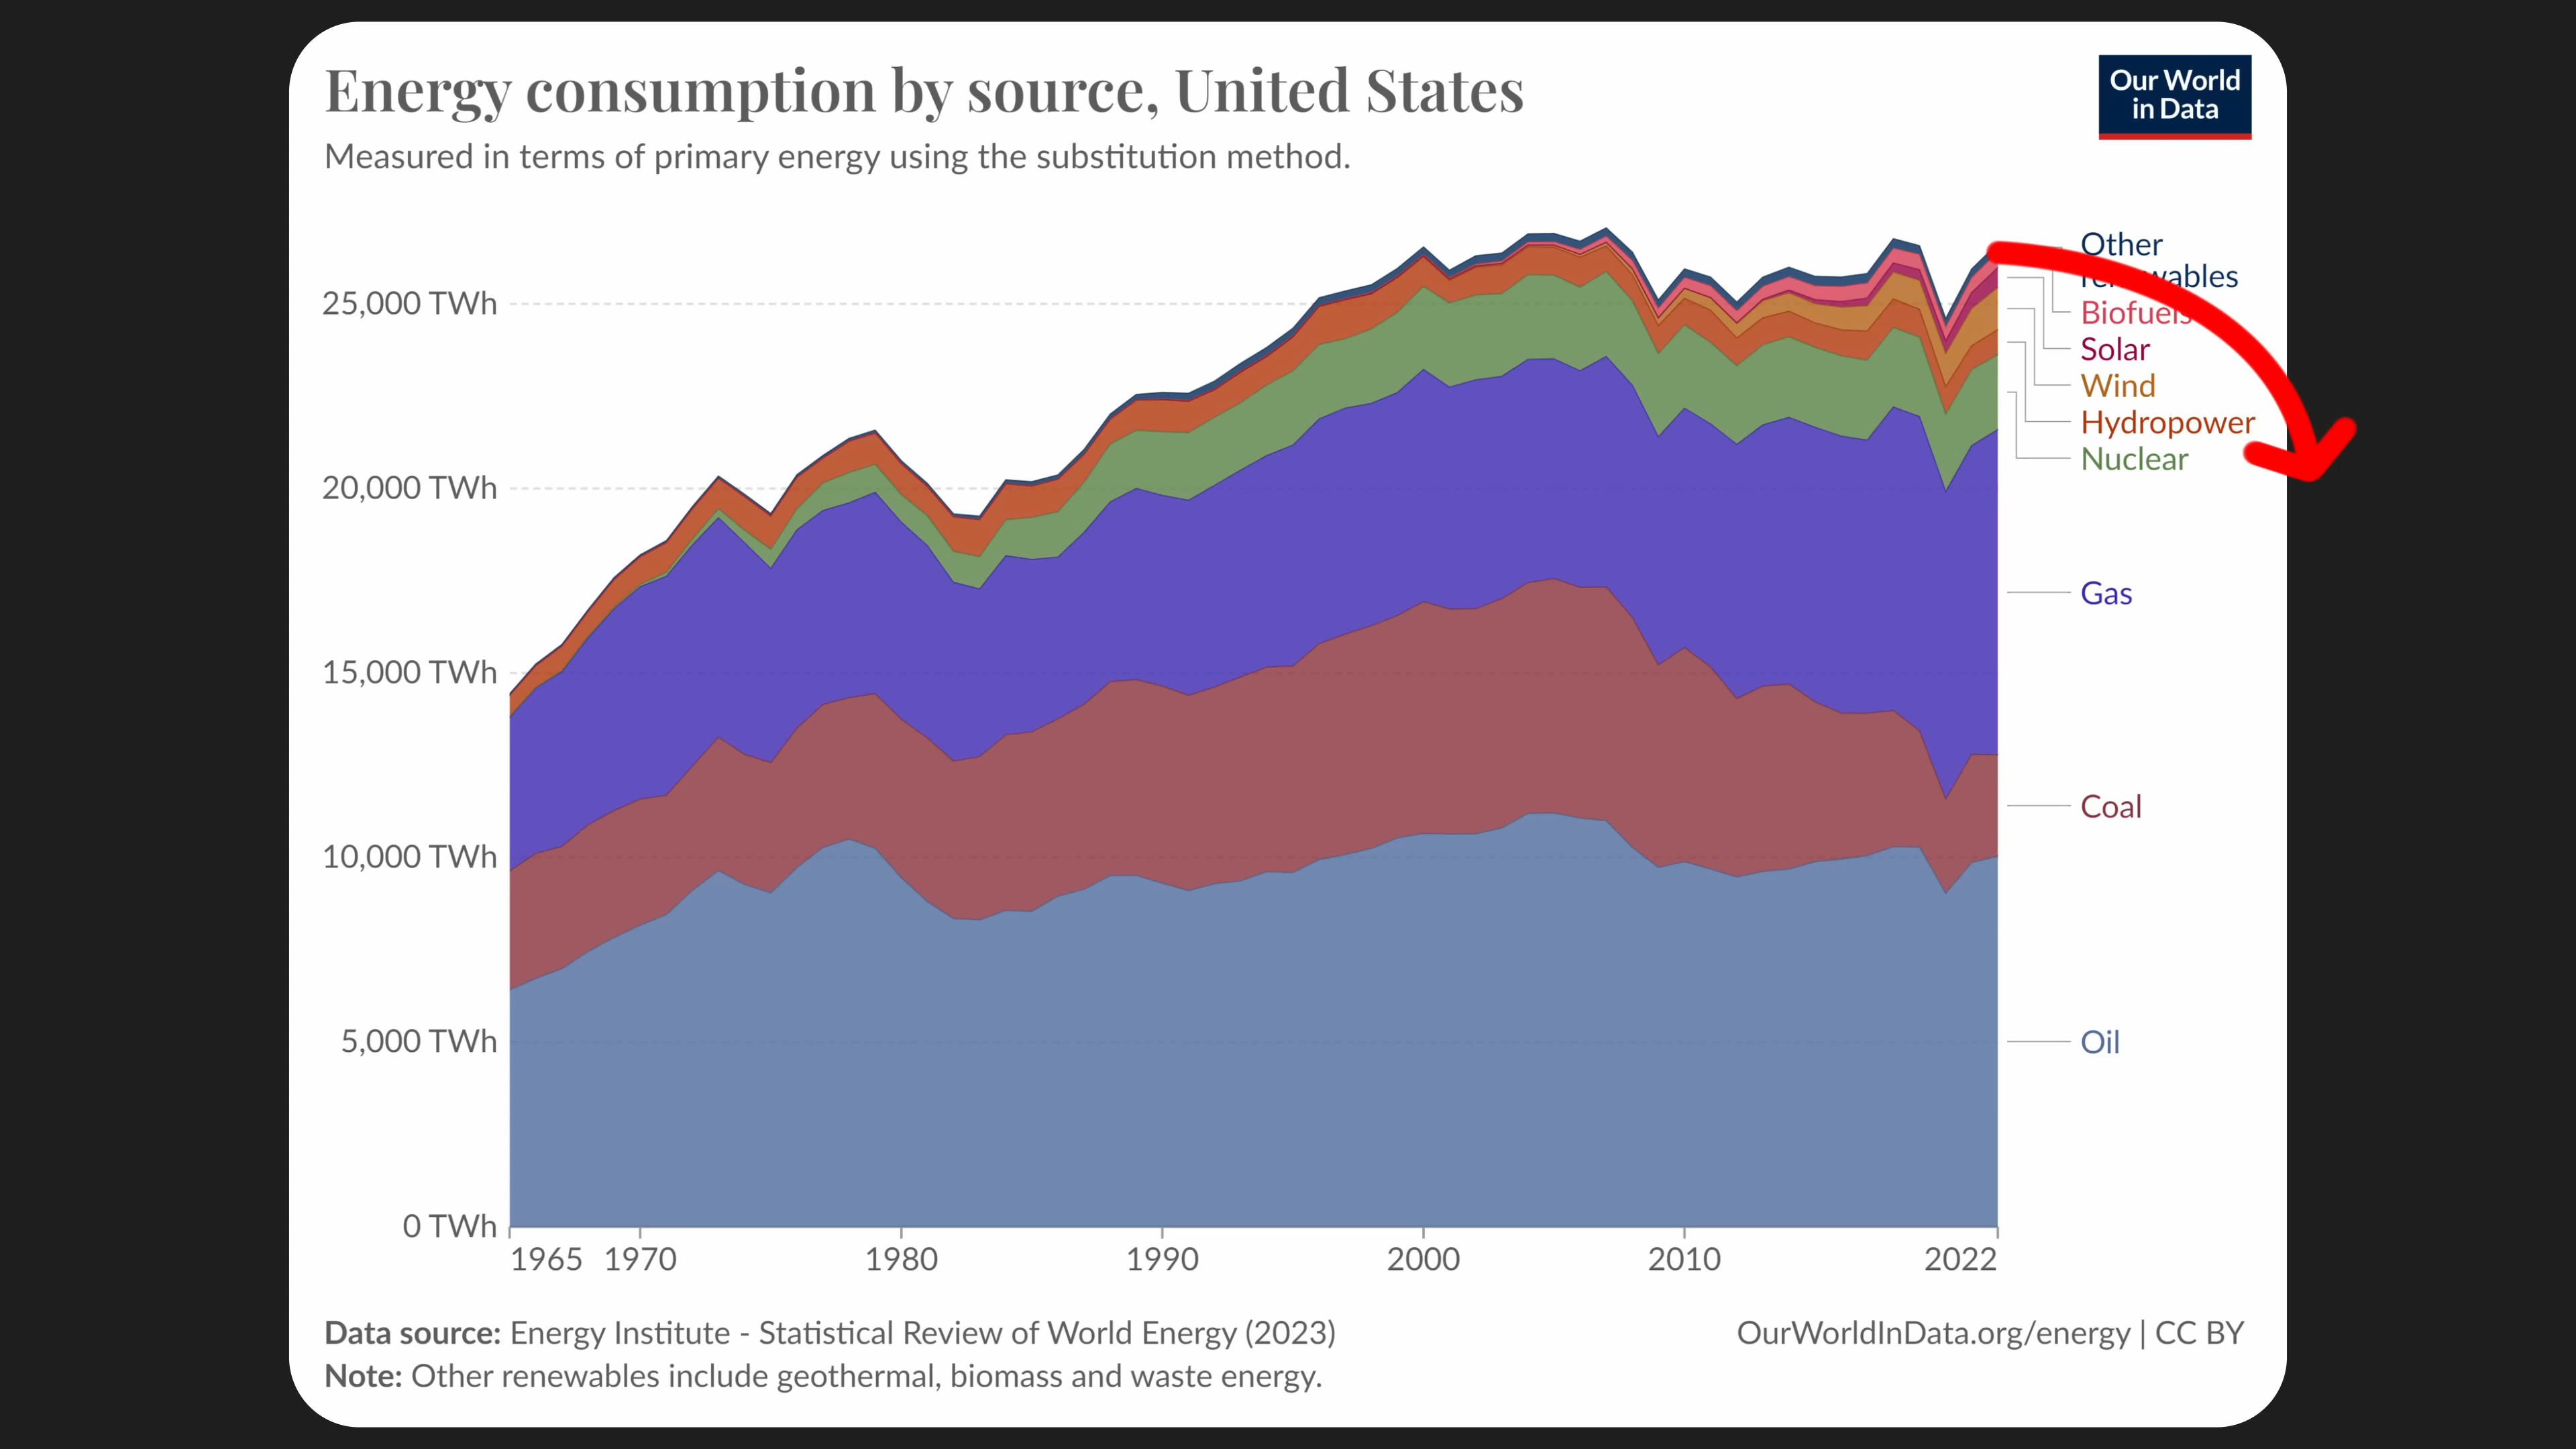 Energy consumption by source, United States
Measured in terms of primary energy using the substitution method.
Our World
in Data
25,000 TWh
20,000 TWh
15,000 TWh
10,000 TWh
5,000 TWh
0 TWh
Other
renewables
Biofuels
Solar
Wind
Hydropower
Nuclear
Gas
Coal
Oil
1965 1970 1980 1990 2000 2010 2022
Data source: Energy Institute - Statistical Review of World Energy (2023)
Note: Other renewables include geothermal, biomass and waste energy.
OurWorldInData.org/energy | CC BY